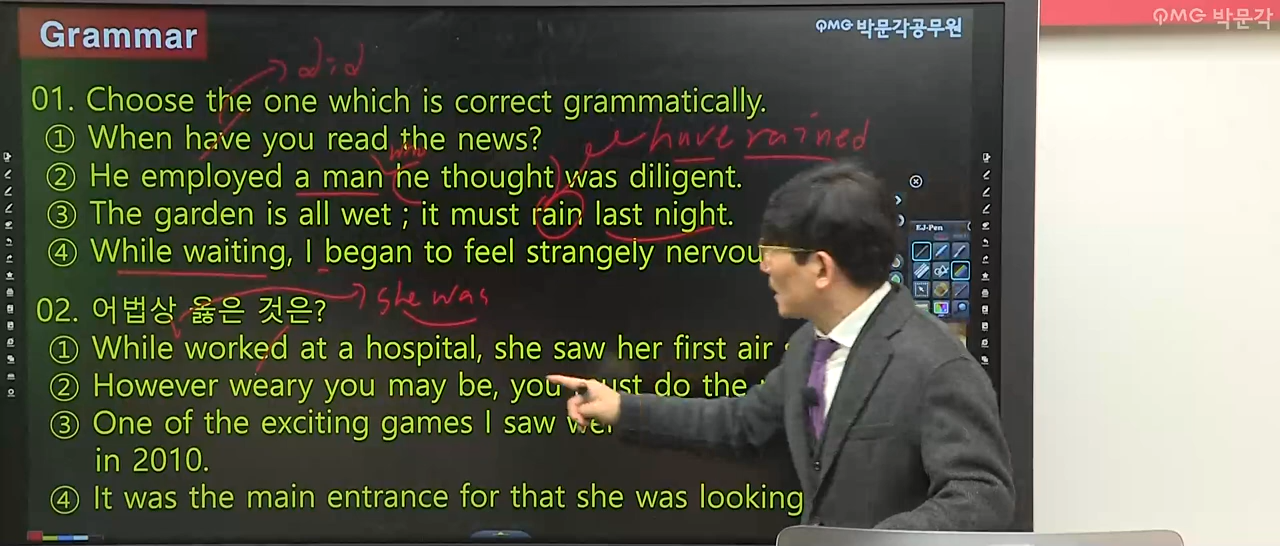 QMG 박문각
Grammar
QMG 박문각공무원
did
01. Choose the one which is correct grammatically.
have rained
① When have you read the news?
who
② He employed a man he thought was diligent.
③ The garden is all wet ; it must rain last night.
④ While waiting, I began to feel strangely
EJ-Pen
she was
02. 어법상 옳은 것은?
① While worked at a hospital, she saw her first air
② However weary you may be, you must do the
③ One of the exciting games I saw
in 2010.
④ It was the main entrance for that she was looking